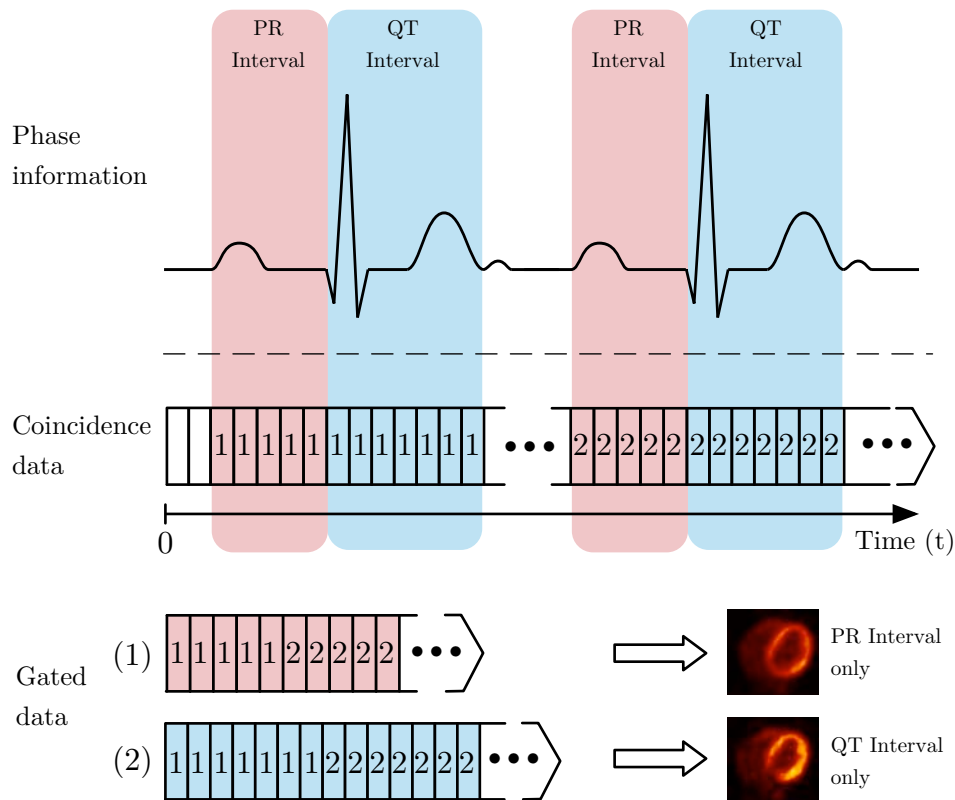 PR
Interval
QT
Interval
PR
Interval
QT
Interval
Phase
information
Coincidence
data
1 1 1 1 1 1 1 1 1 1 1 1 ••• 2 2 2 2 2 2 2 2 2 2 2 2 •••
0
Time (t)
Gated
data
(1)
1 1 1 1 1 2 2 2 2 2 •••
PR Interval
only
(2)
1 1 1 1 1 1 1 2 2 2 2 2 2 2 •••
QT Interval
only